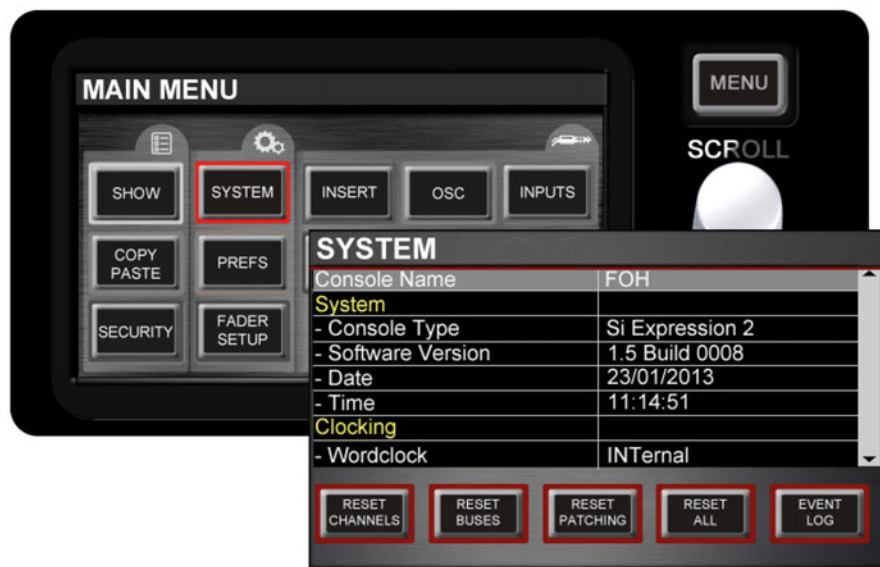 MAIN MENU
MENU
SCROLL
SHOW
SYSTEM
INSERT
OSC
INPUTS
COPY
PASTE
PREFS
SECURITY
FADER
SETUP
SYSTEM
Console Name FOH
System
- Console Type Si Expression 2
- Software Version 1.5 Build 0008
- Date 23/01/2013
- Time 11:14:51
Clocking
- Wordclock INTernal
RESET
CHANNELS
RESET
BUSES
RESET
PATCHING
RESET
ALL
EVENT
LOG